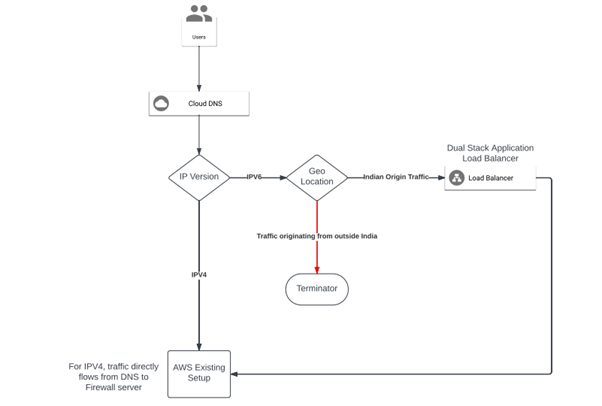 Users
Cloud DNS
IP Version
IPV6
Geo
Location
Indian Origin Traffic
Dual Stack Application
Load Balancer
Load Balancer
Traffic originating from outside India
Terminator
IPV4
For IPV4, traffic directly
flows from DNS to
Firewall server
AWS Existing
Setup